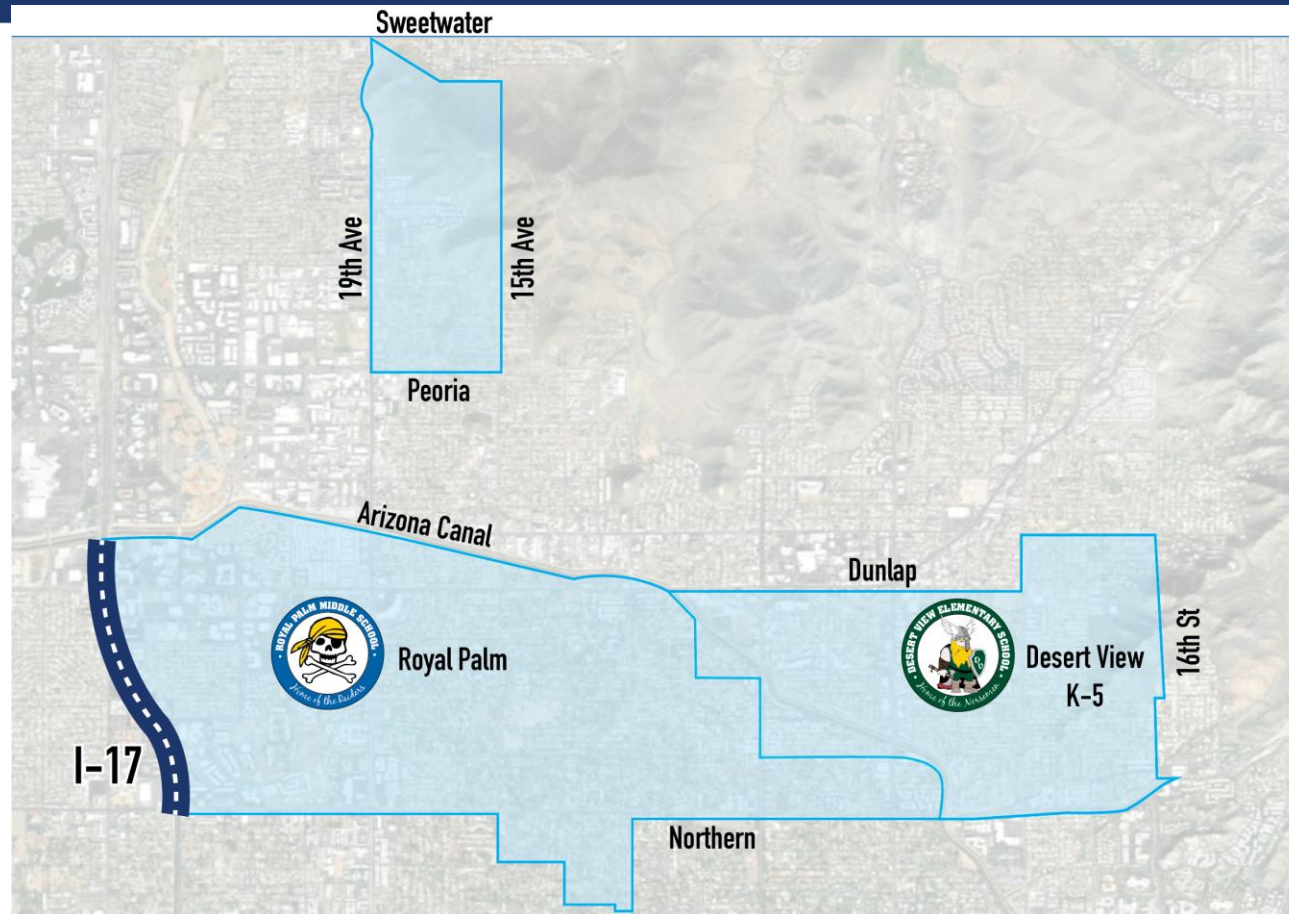 Sweetwater
19th Ave
15th Ave
Peoria
Arizona Canal
Dunlap
ROYAL PALM MIDDLE SCHOOL
Home of the Raiders
Royal Palm
DESERT VIEW ELEMENTARY SCHOOL
Home of the Norsemen
Desert View
K-5
16th St
I-17
Northern